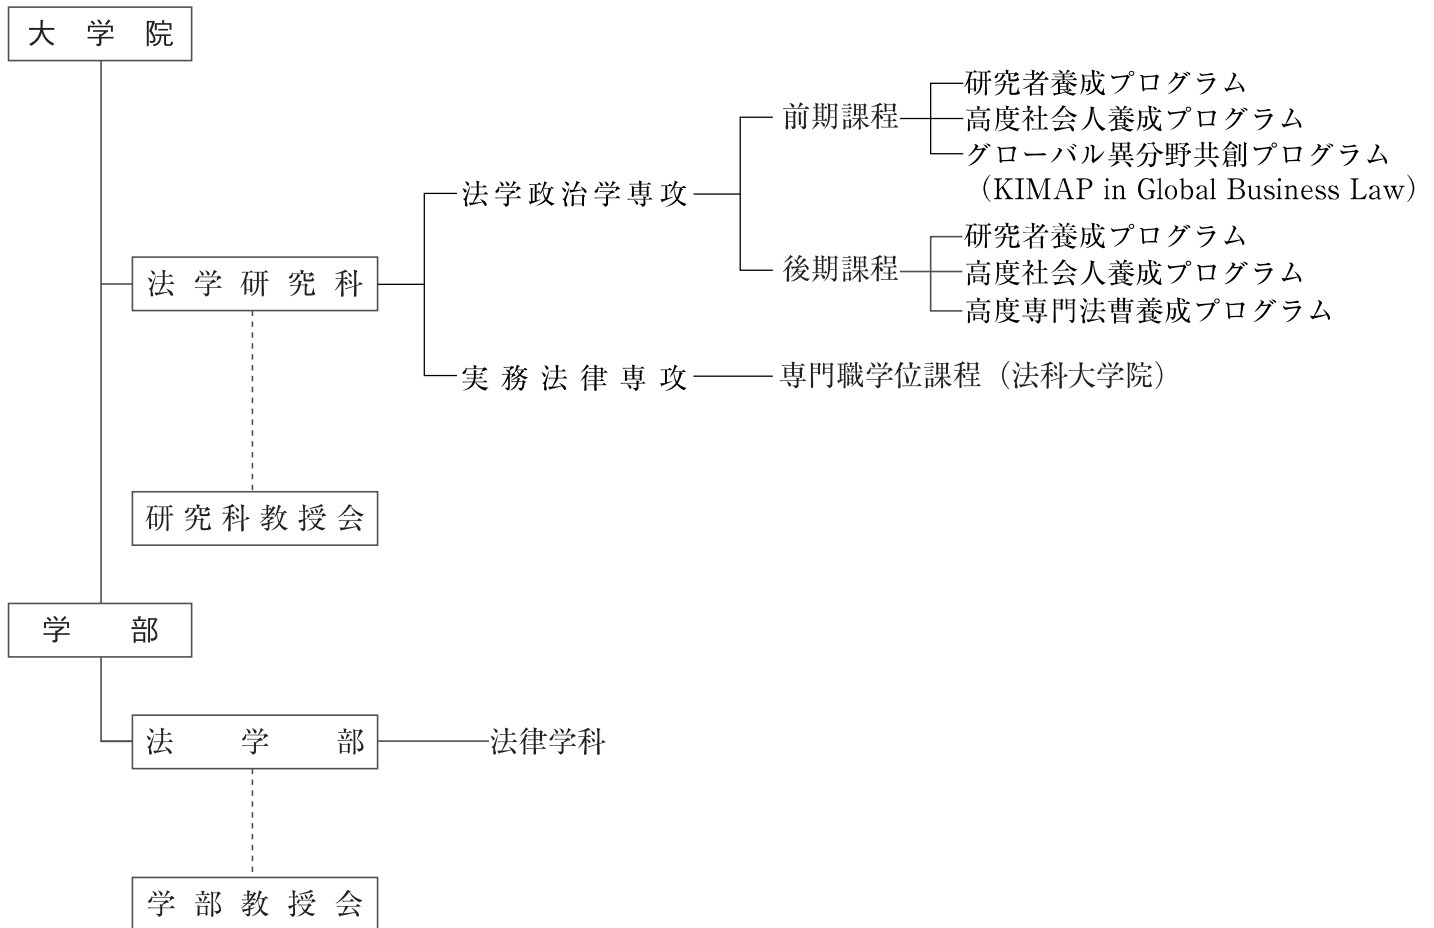 大学院
研究者養成プログラム
前期課程
高度社会人養成プログラム
グローバル異分野共創プログラム
（KIMAP in Global Business Law）
法学政治学専攻
研究者養成プログラム
後期課程
高度社会人養成プログラム
高度専門法曹養成プログラム
法学研究科
実務法律専攻
専門職学位課程（法科大学院）
研究科教授会
学部
法学部
法律学科
学部教授会